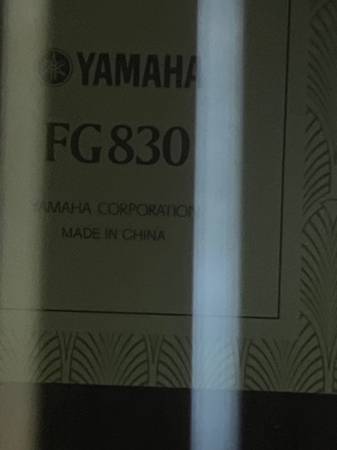 YAMAHA
FG830
YAMAHA CORPORATION
MADE IN CHINA